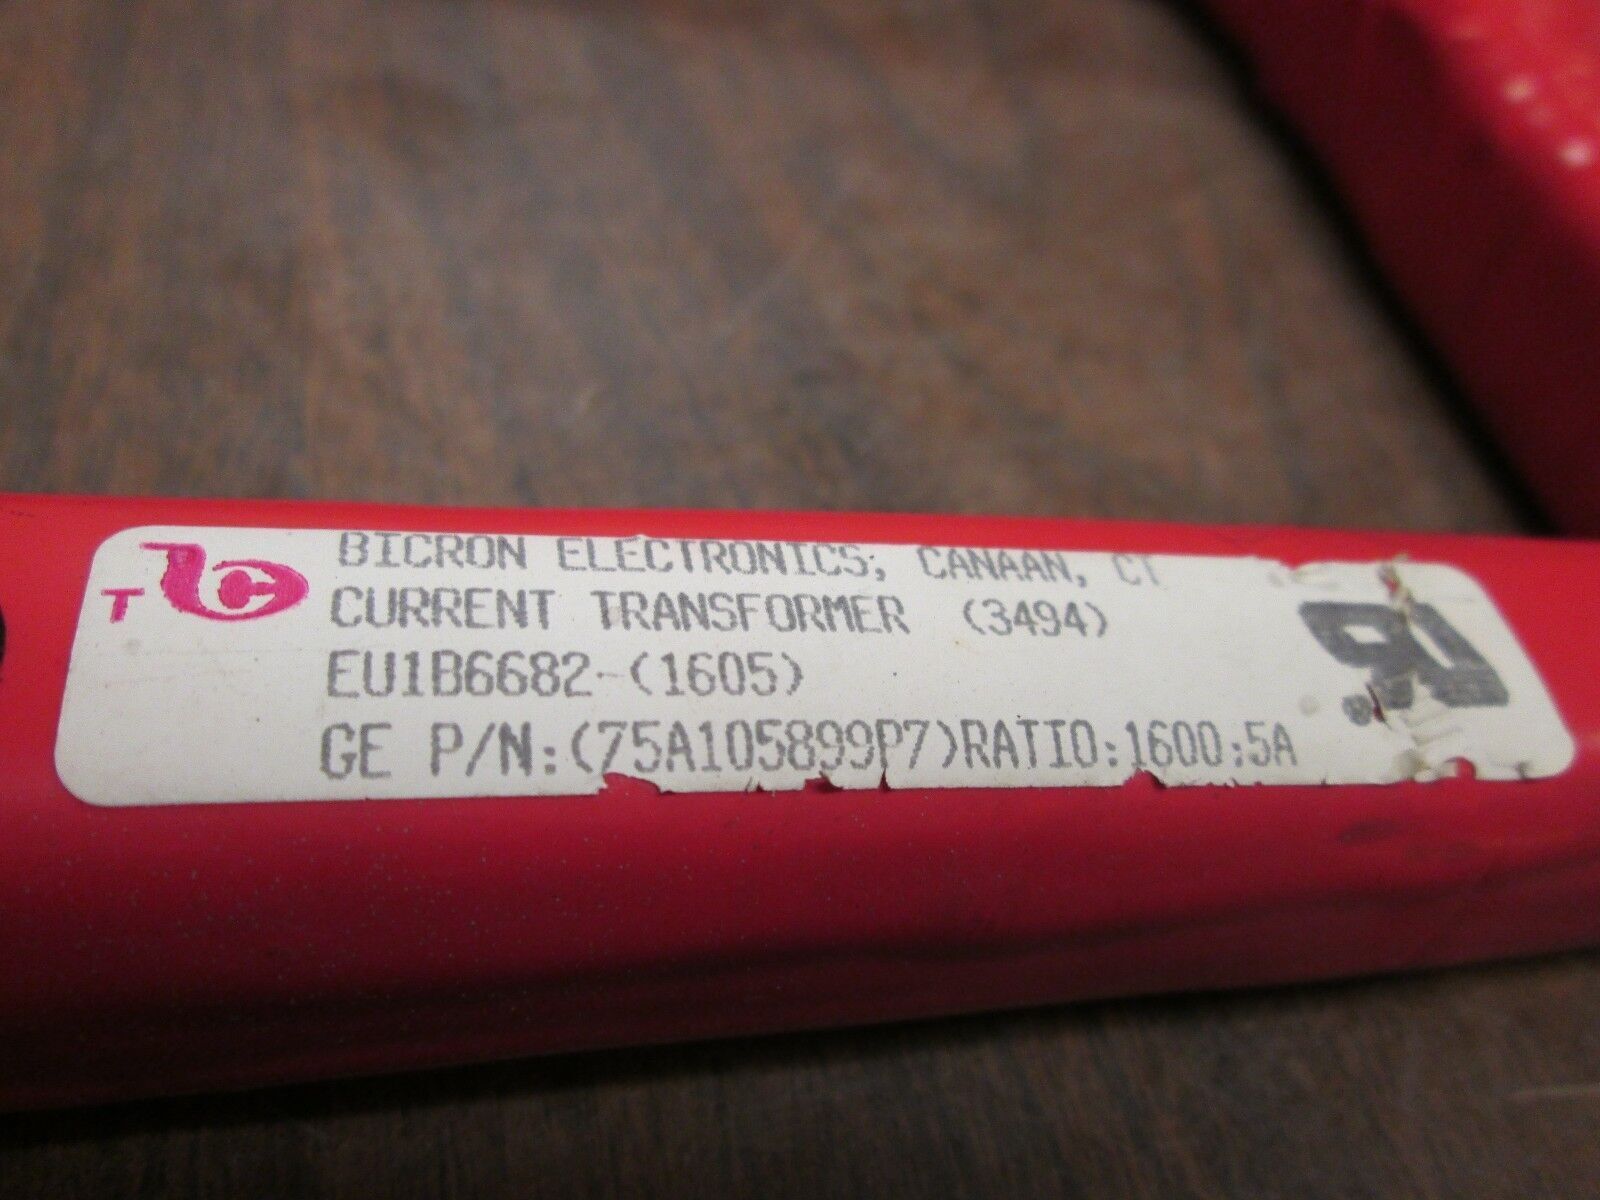 BICRON ELECTRONICS; CANAAN, CT
T
CURRENT TRANSFORMER (3494)
EU1B6682-(1605)
GE P/N:(75A105899P7)RATIO:1600:5A